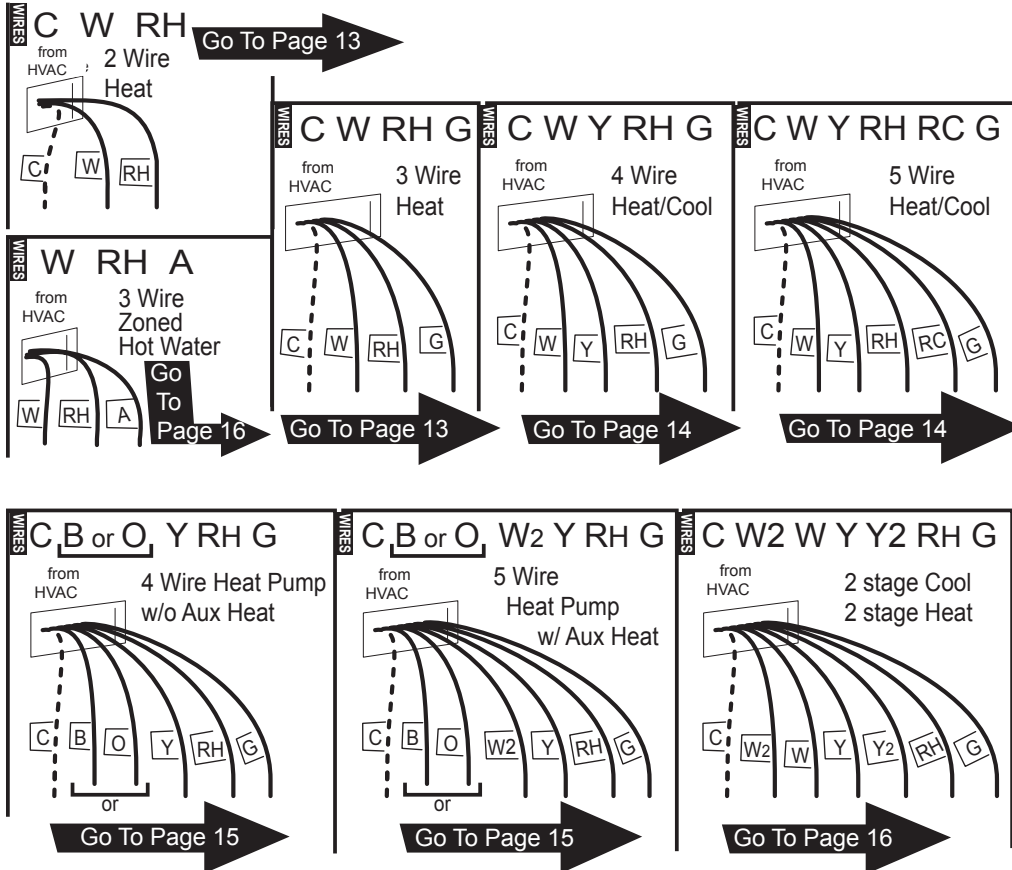 WIRES
C W RH
Go To Page 13
from
HVAC
2 Wire
Heat
C W RH
WIRES
W RH A
from
HVAC
3 Wire
Zoned
Hot Water
Go
To
Page 16
W RH A
WIRES
C W RH G
from
HVAC
3 Wire
Heat
C W RH G
Go To Page 13
WIRES
C W Y RH G
from
HVAC
4 Wire
Heat/Cool
C W Y RH G
Go To Page 14
WIRES
C W Y RH RC G
from
HVAC
5 Wire
Heat/Cool
C W Y RH RC G
Go To Page 14
WIRES
C B or O Y RH G
from
HVAC
4 Wire Heat Pump
w/o Aux Heat
C B O Y RH G
or
Go To Page 15
WIRES
C B or O W2 Y RH G
from
HVAC
5 Wire
Heat Pump
w/ Aux Heat
C B O W2 Y RH G
or
Go To Page 15
WIRES
C W2 W Y Y2 RH G
from
HVAC
2 stage Cool
2 stage Heat
C W2 W Y Y2 RH G
Go To Page 16